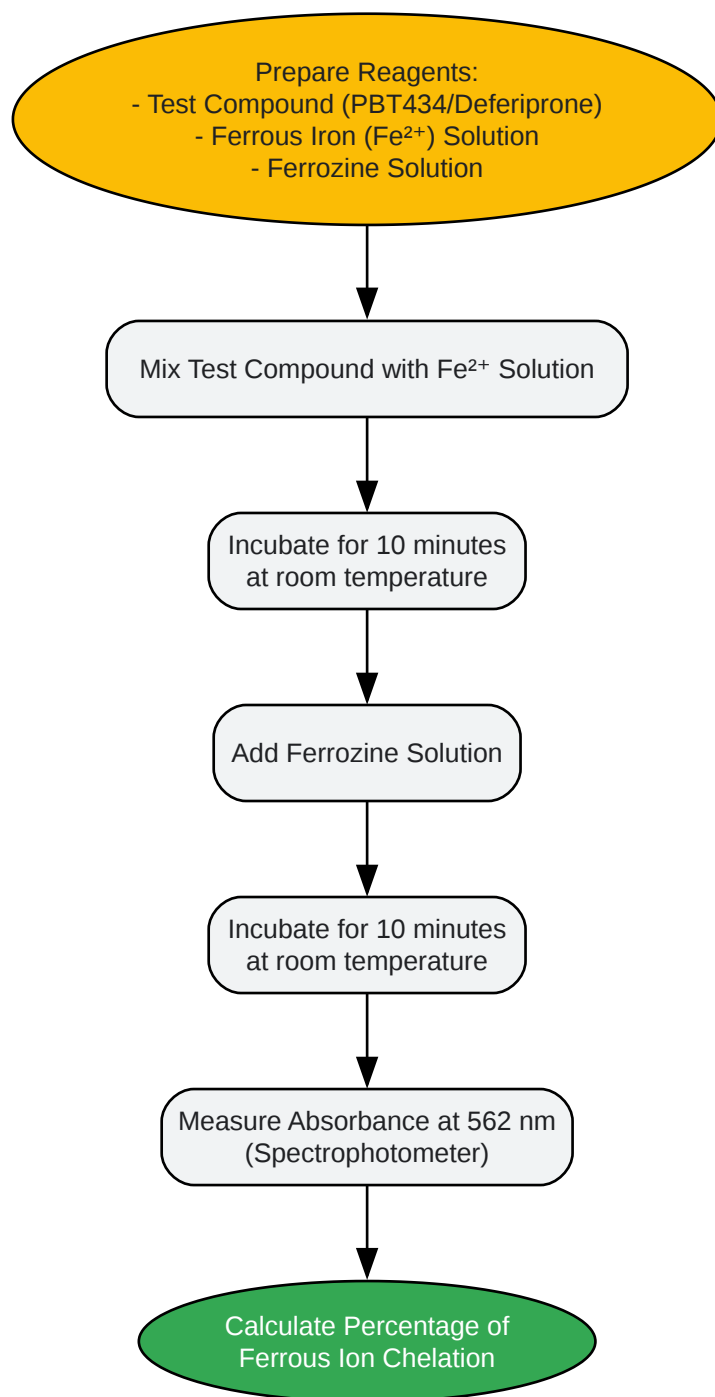 Prepare Reagents:
- Test Compound (PBT434/Deferiprone)
- Ferrous Iron (Fe²⁺) Solution
- Ferrozine Solution
Mix Test Compound with Fe²⁺ Solution
Incubate for 10 minutes
at room temperature
Add Ferrozine Solution
Incubate for 10 minutes
at room temperature
Measure Absorbance at 562 nm
(Spectrophotometer)
Calculate Percentage of
Ferrous Ion Chelation